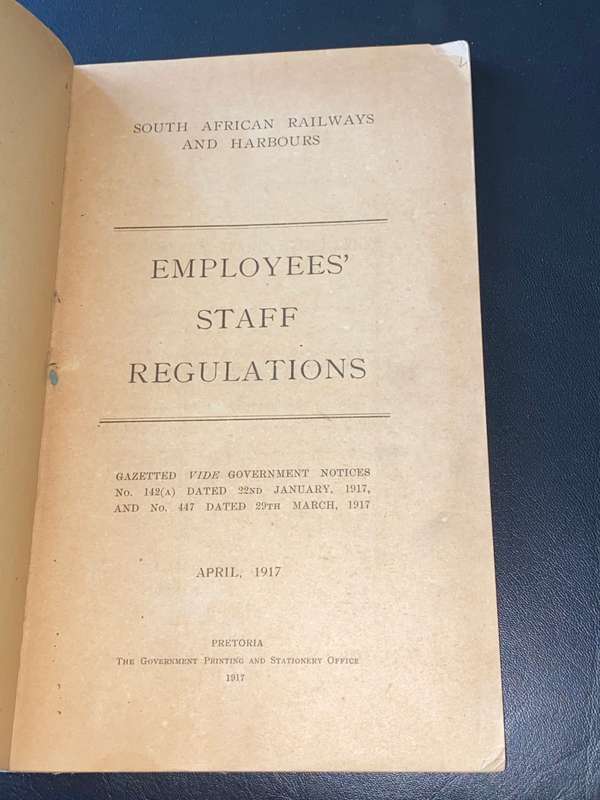 SOUTH AFRICAN RAILWAYS
AND HARBOURS
EMPLOYEES'
STAFF
REGULATIONS
GAZETTED VIDE GOVERNMENT NOTICES
No. 142(A) DATED 22ND JANUARY, 1917,
AND No. 447 DATED 29TH MARCH, 1917
APRIL, 1917
PRETORIA
THE GOVERNMENT PRINTING AND STATIONERY OFFICE
1917